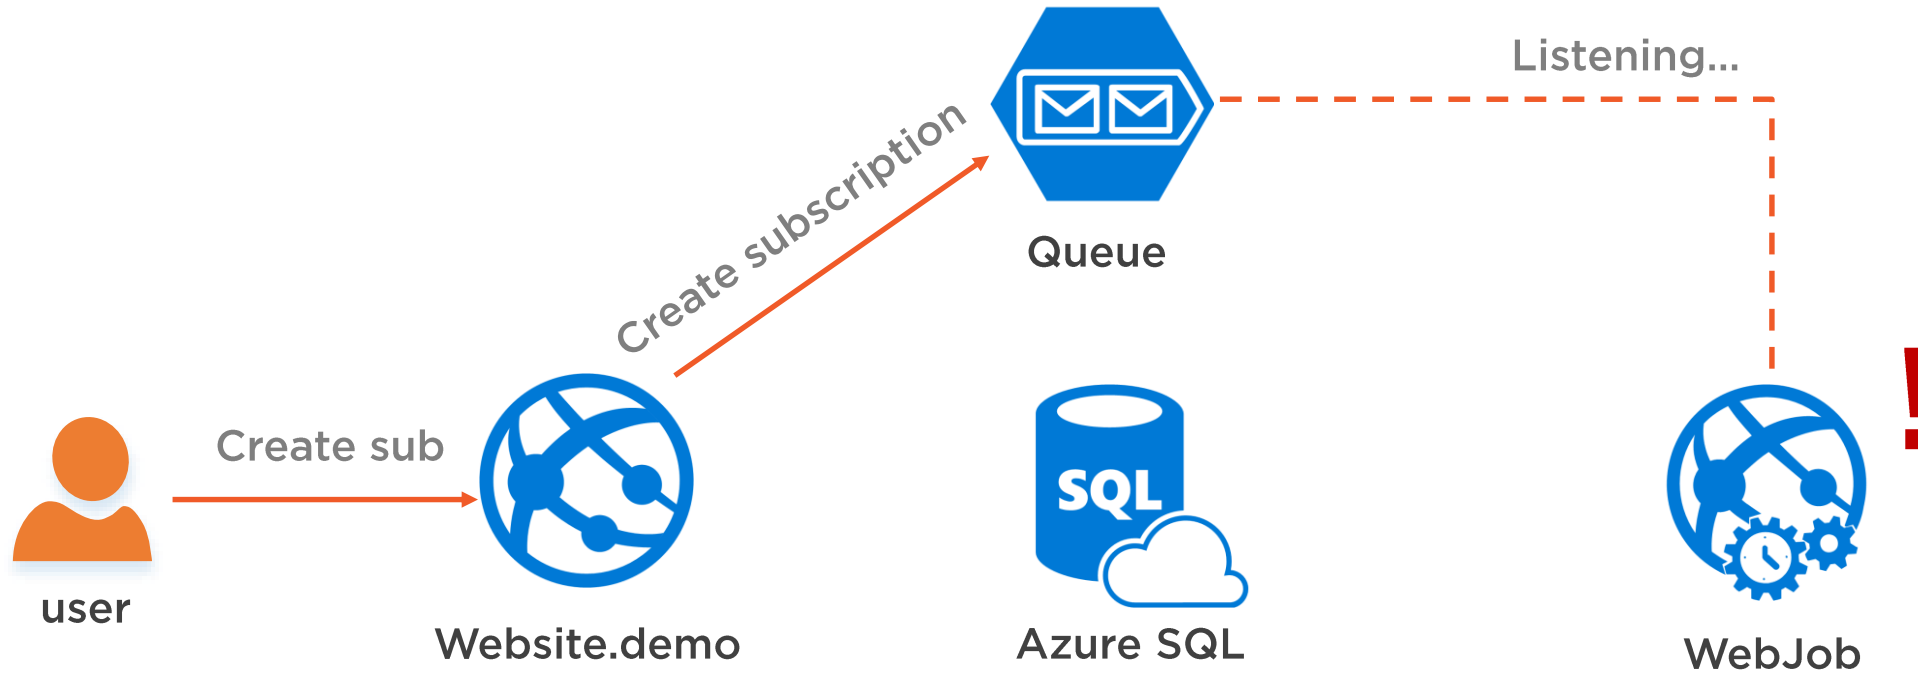 Listening...
Create subscription
Queue
Create sub
SQL
!
user
Website.demo
Azure SQL
WebJob